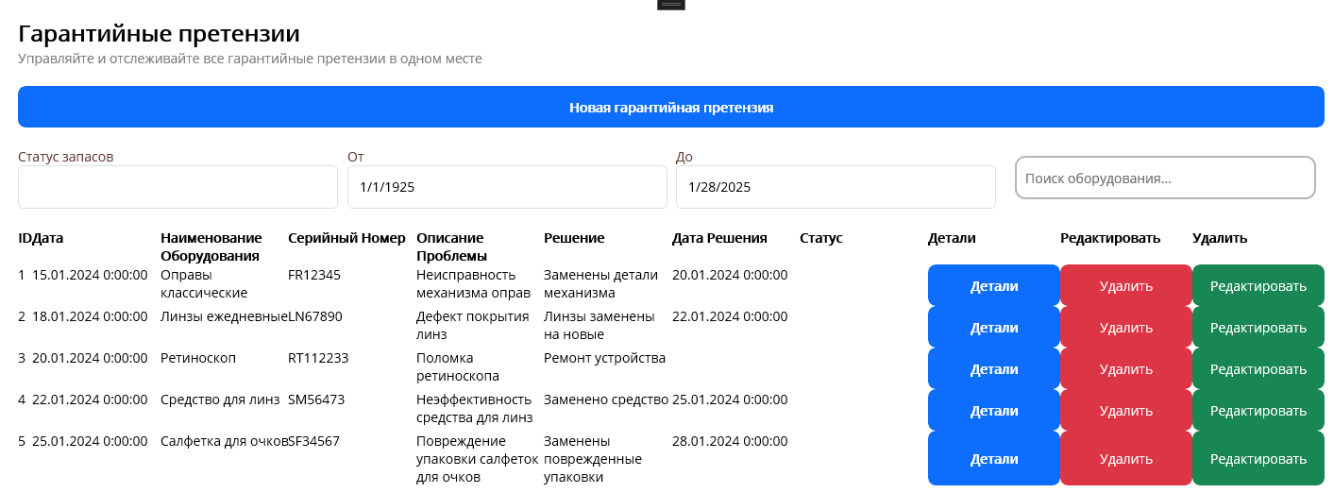 Гарантийные претензии
Управляйте и отслеживайте все гарантийные претензии в одном месте
Новая гарантийная претензия
Статус запасов От До
1/1/1925 1/28/2025 Поиск оборудования...
ID Дата Наименование Серийный Номер Описание Решение Дата Решения Статус Детали Редактировать Удалить
Оборудования Проблемы
1 15.01.2024 0:00:00 Оправы FR12345 Неисправность Заменены детали 20.01.2024 0:00:00 Детали Удалить Редактировать
классические механизма оправ механизма
2 18.01.2024 0:00:00 Линзы ежедневные LN67890 Дефект покрытия Линзы заменены 22.01.2024 0:00:00 Детали Удалить Редактировать
линз на новые
3 20.01.2024 0:00:00 Ретиноскоп RT112233 Поломка Ремонт устройства Детали Удалить Редактировать
ретиноскопа
4 22.01.2024 0:00:00 Средство для линз SM56473 Неэффективность Заменено средство 25.01.2024 0:00:00 Детали Удалить Редактировать
средства для линз
5 25.01.2024 0:00:00 Салфетка для очков SF34567 Повреждение Заменены 28.01.2024 0:00:00 Детали Удалить Редактировать
упаковки салфеток поврежденные
для очков упаковки